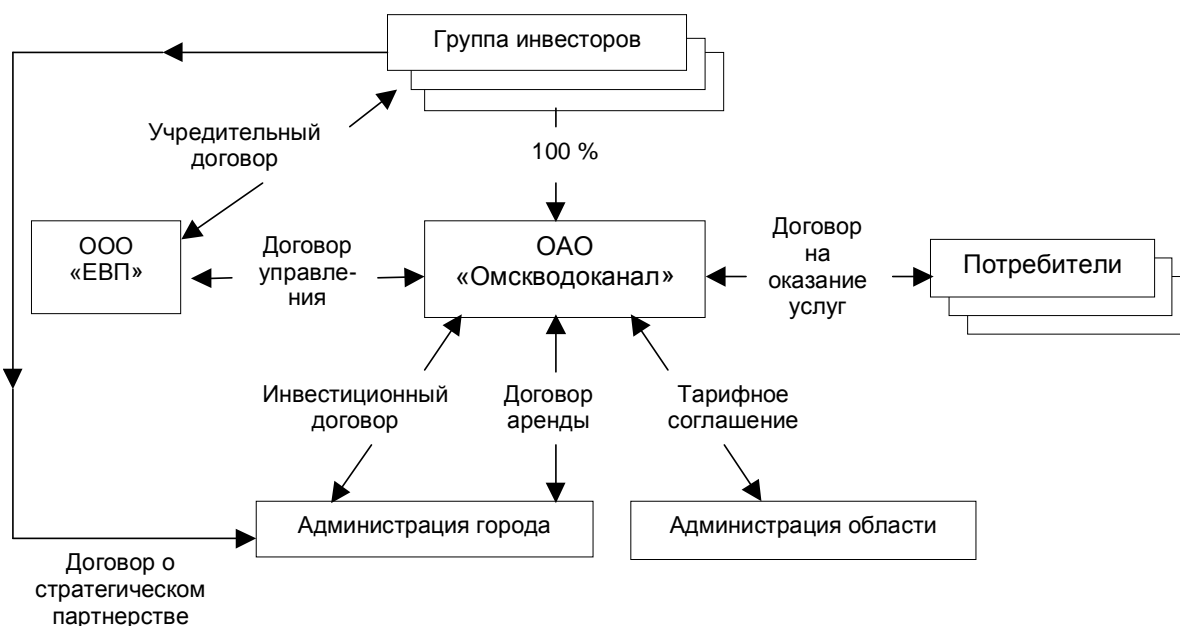 Группа инвесторов
Учредительный
договор
100 %
ООО
«ЕВП»
Договор
управле-
ния
ОАО
«Омскводоканал»
Договор
на
оказание
услуг
Потребители
Инвестиционный
договор
Договор
аренды
Тарифное
соглашение
Администрация города
Администрация области
Договор о
стратегическом
партнерстве